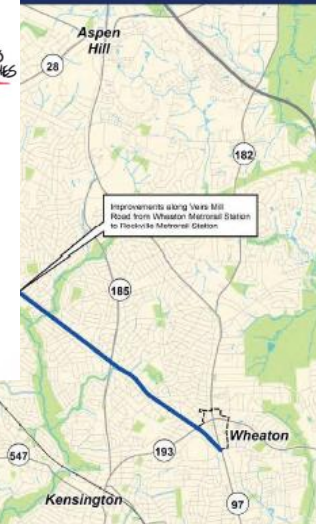 Aspen
Hill
28
182
Improvements along Veirs Mill
Road from Wheaton Metrorail Station
to Rockville Metrorail Station
185
Wheaton
193
547
Kensington
97